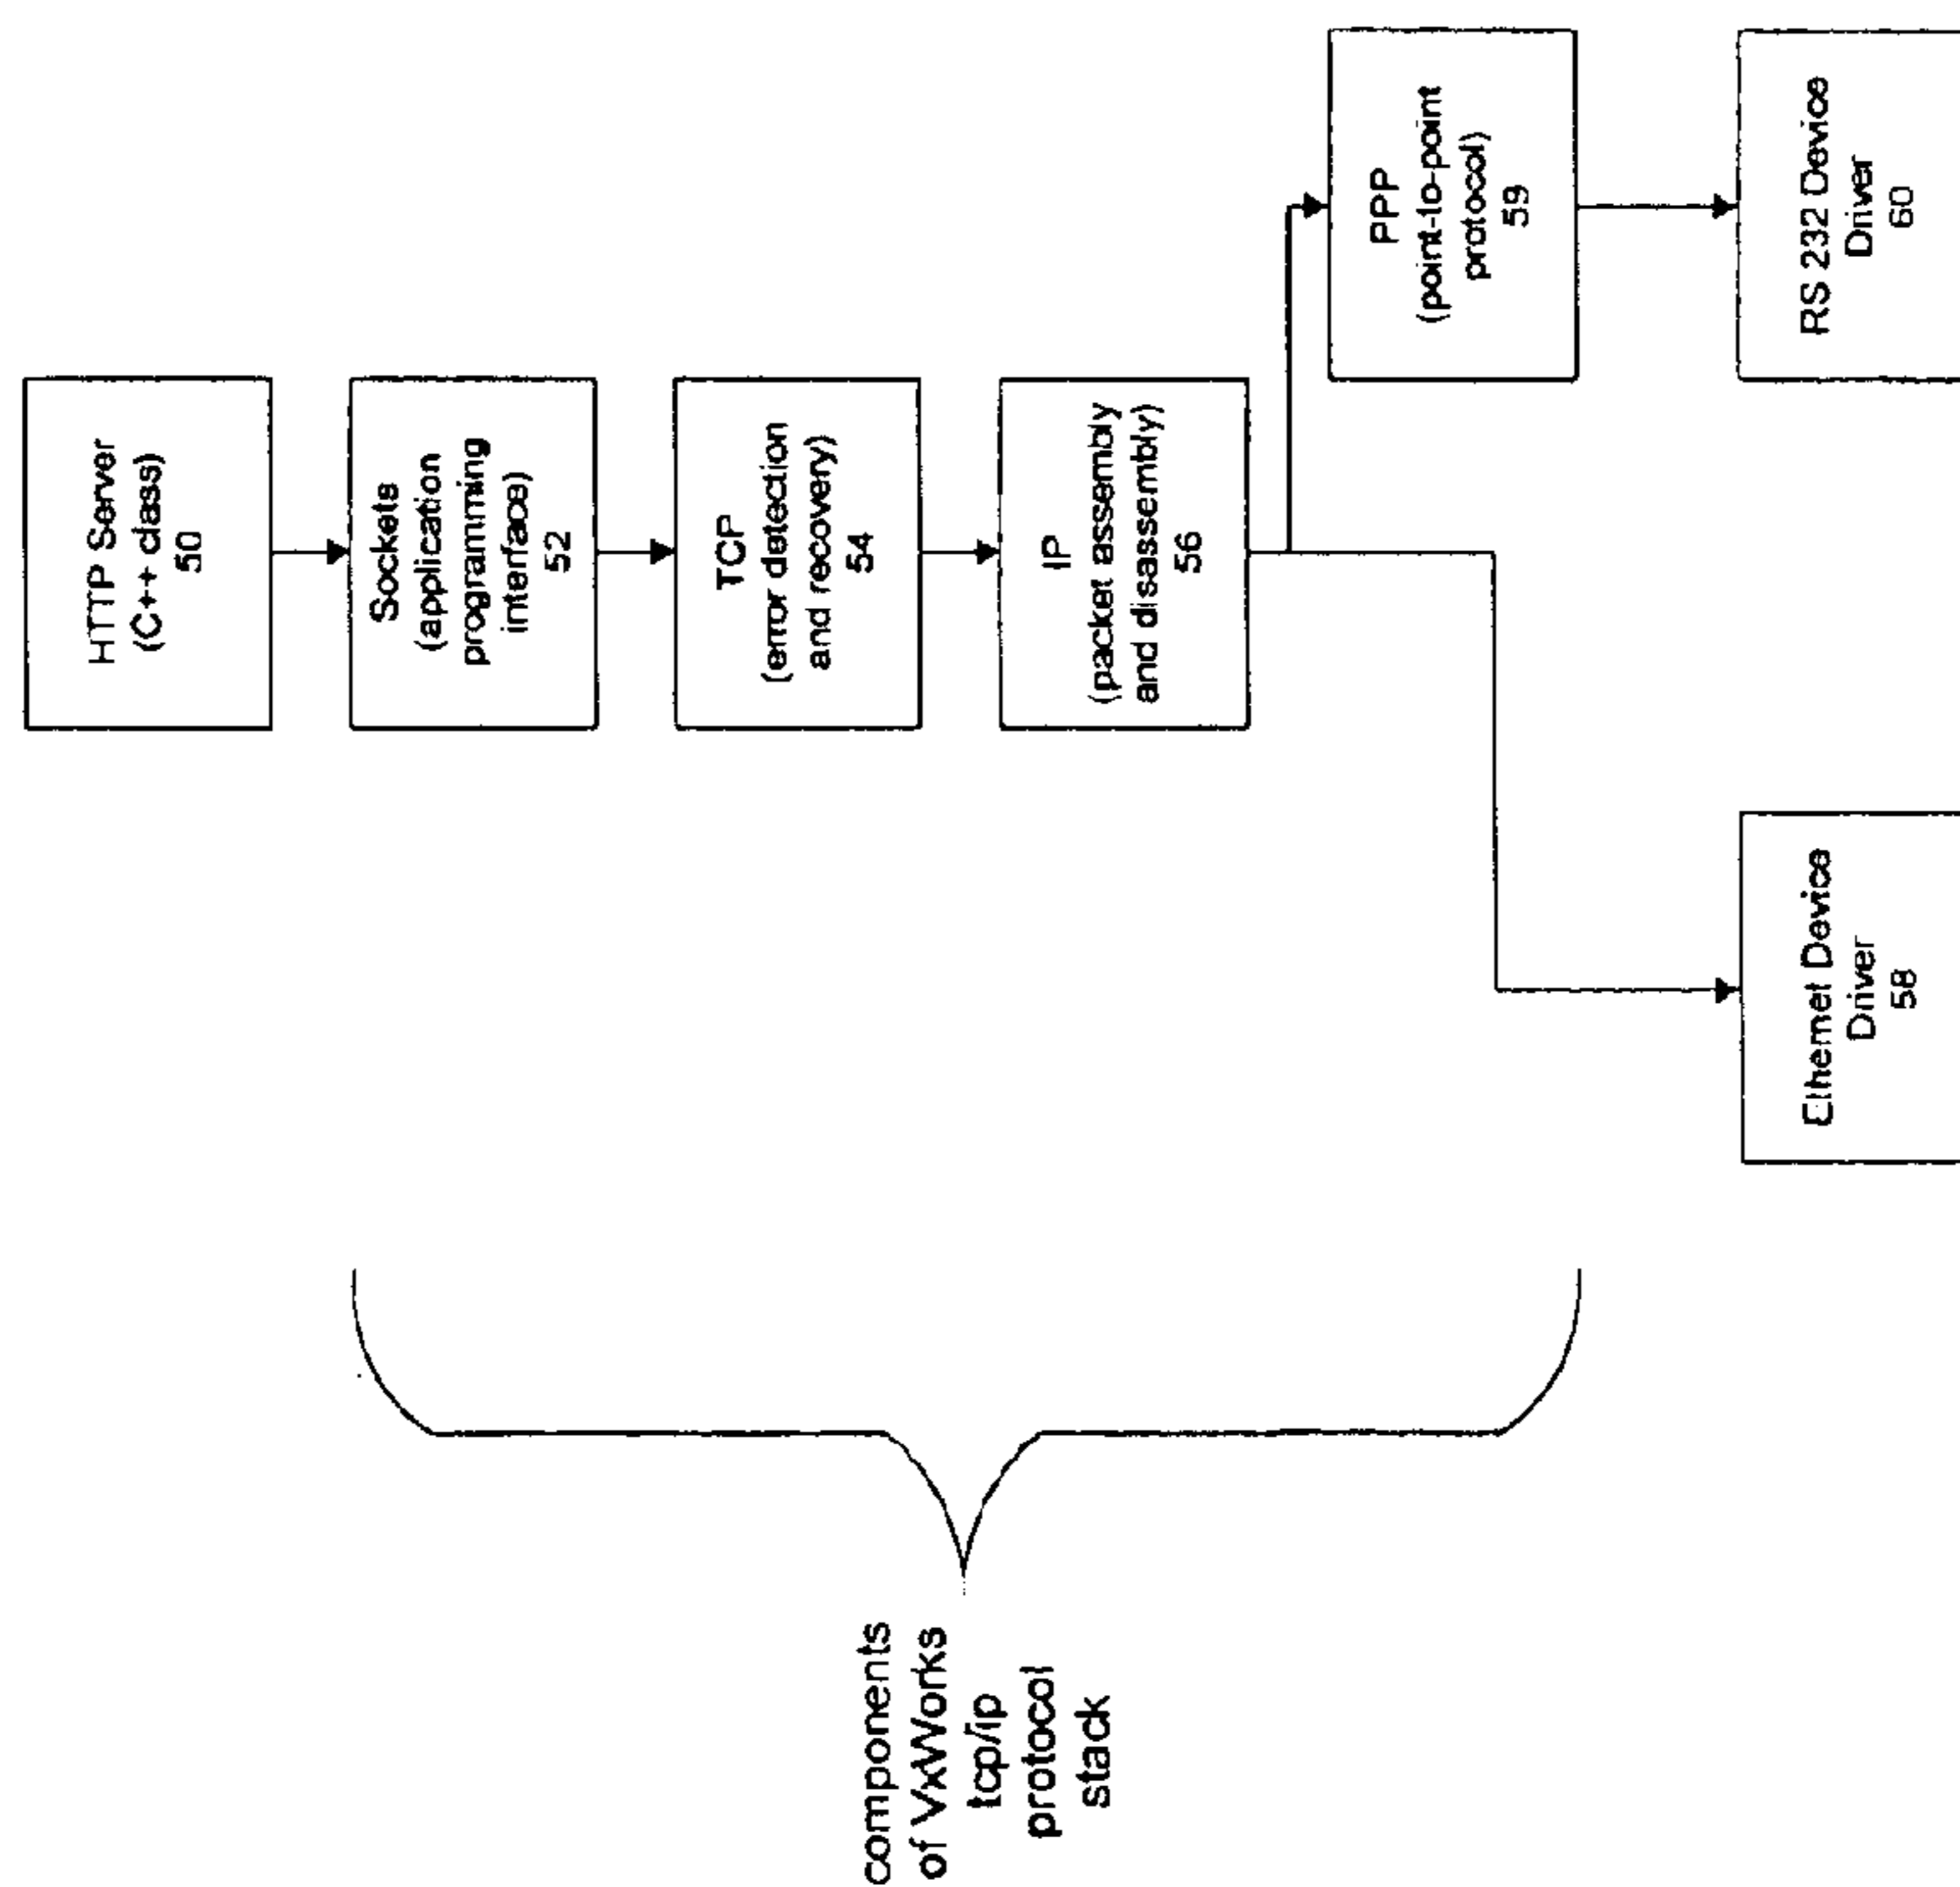 HTTP Server
(C++ class)
50
Sockets
(application
programming
interface)
52
TCP
(error detection
and recovery)
54
IP
(packet assembly
and disassembly)
56
PPP
(point-to-point
protocol)
59
RS 232 Device
Driver
60
Ethernet Device
Driver
58
components
of VxWorks
tcp/ip
protocol
stack